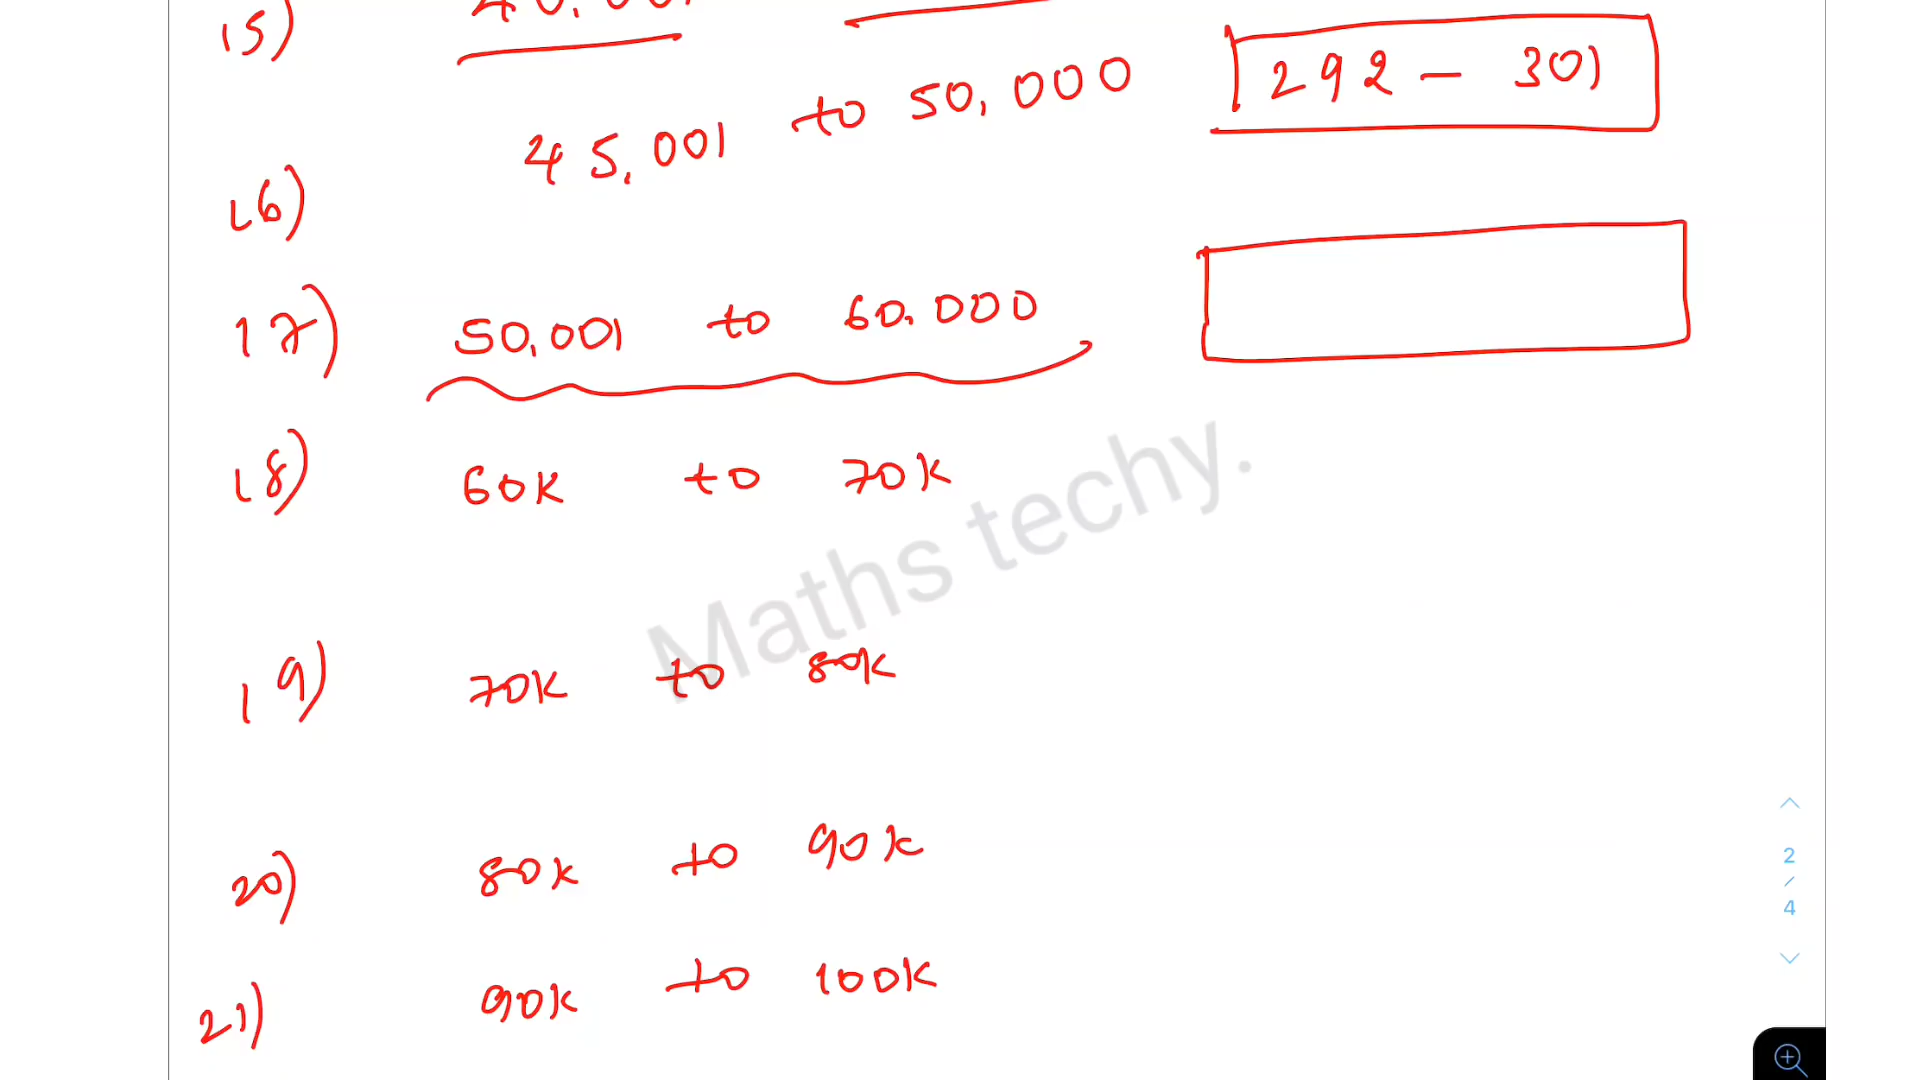 15)
292 - 301
16) 45,001 to 50,000
17) 50,001 to 60,000
18) 60K to 70K
Maths techy.
19) 70K to 80K
20) 80K to 90K
21) 90K to 100K
2
/
4